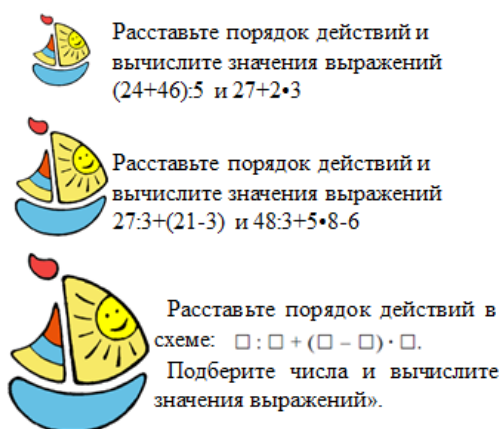 Расставьте порядок действий и
вычислите значения выражений
(24+46):5 и 27+2•3
Расставьте порядок действий и
вычислите значения выражений
27:3+(21-3) и 48:3+5•8-6
Расставьте порядок действий в
схеме: □ : □ + (□ – □) · □.
Подберите числа и вычислите
значения выражений».